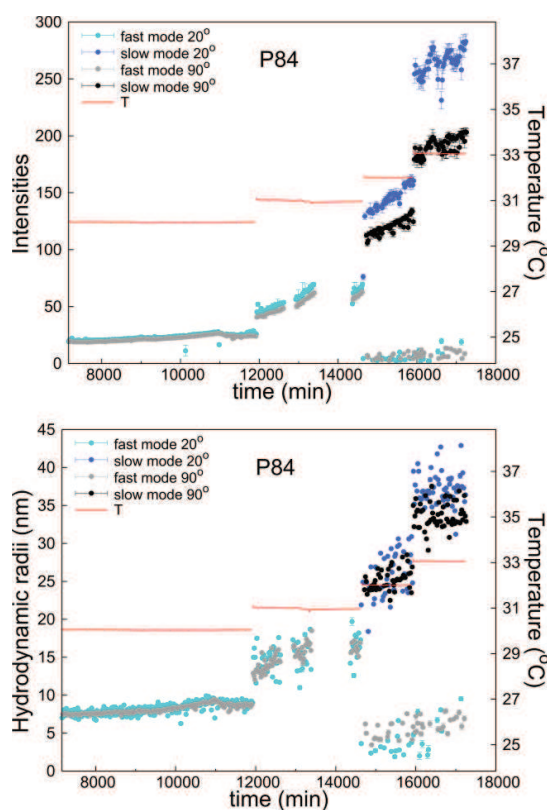 P84
fast mode 20°
slow mode 20°
fast mode 90°
slow mode 90°
T
300
250
200
150
100
50
0
Intensities
37
35
33
31
29
27
25
Temperature (°C)
8000 10000 12000 14000 16000 18000
time (min)
P84
fast mode 20°
slow mode 20°
fast mode 90°
slow mode 90°
T
45
40
35
30
25
20
15
10
5
0
Hydrodynamic radii (nm)
37
35
33
31
29
27
25
Temperature (°C)
8000 10000 12000 14000 16000 18000
time (min)